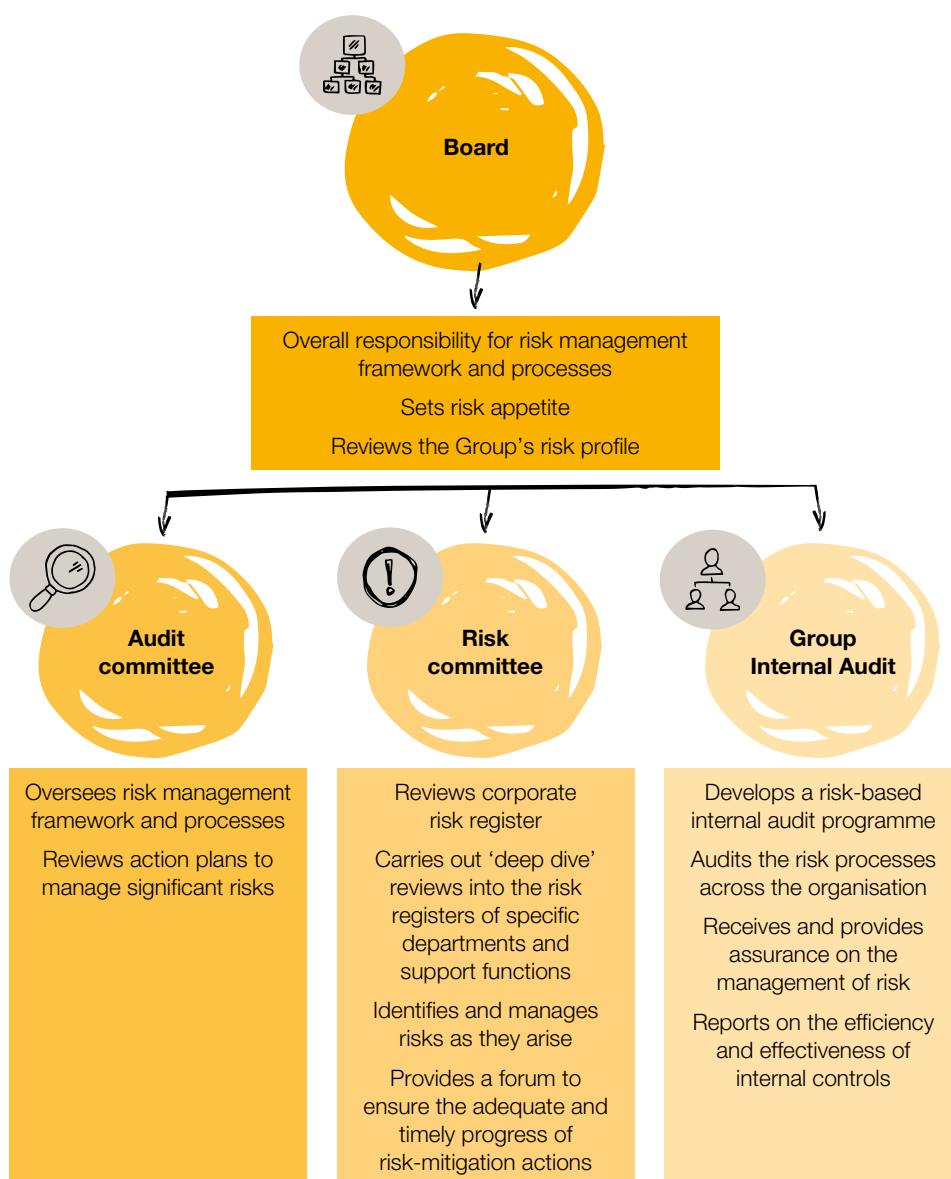 Board
Overall responsibility for risk management
framework and processes
Sets risk appetite
Reviews the Group’s risk profile
Audit
committee
Oversees risk management
framework and processes
Reviews action plans to
manage significant risks
Risk
committee
Reviews corporate
risk register
Carries out ‘deep dive’
reviews into the risk
registers of specific
departments and
support functions
Identifies and manages
risks as they arise
Provides a forum to
ensure the adequate and
timely progress of
risk-mitigation actions
Group
Internal Audit
Develops a risk-based
internal audit programme
Audits the risk processes
across the organisation
Receives and provides
assurance on the
management of risk
Reports on the efficiency
and effectiveness of
internal controls